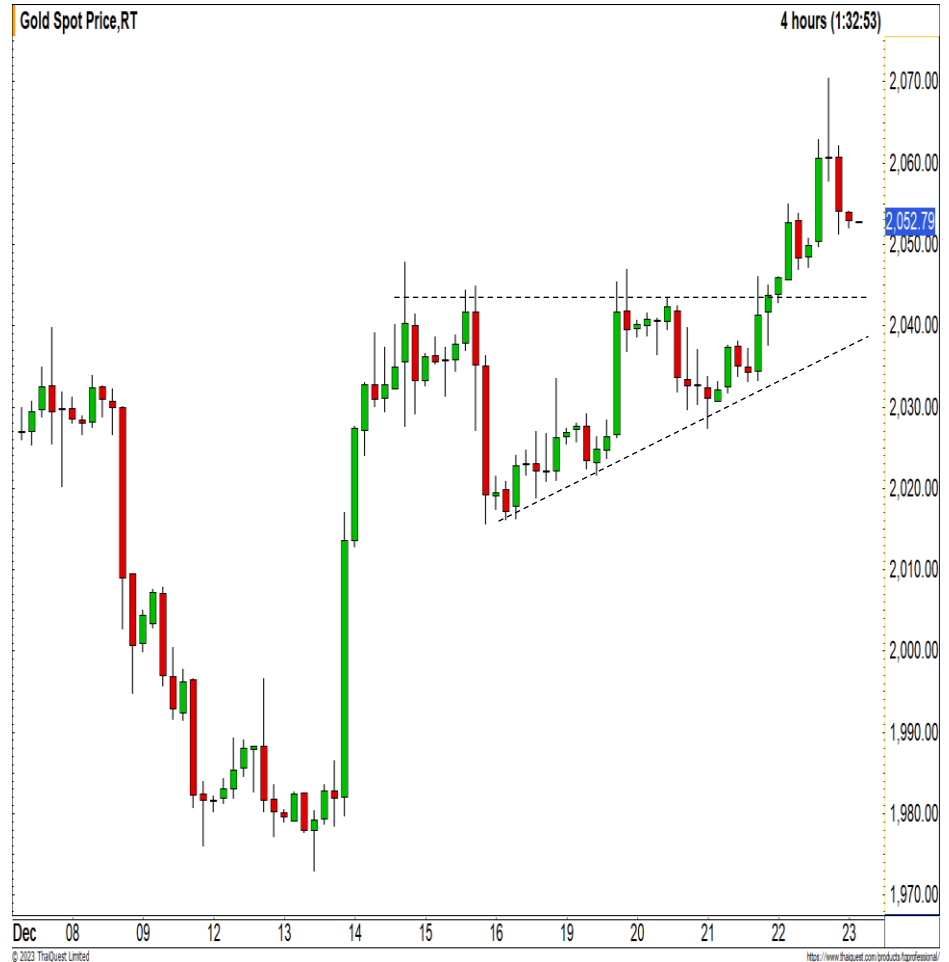 Gold Spot Price,RT
4 hours (1:32:53)
2,070.00
2,060.00
2,052.79
2,050.00
2,040.00
2,030.00
2,020.00
2,010.00
2,000.00
1,990.00
1,980.00
1,970.00
Dec 08 09 12 13 14 15 16 19 20 21 22 23
© 2023 ThaiQuest Limited
https://www.thaiquest.com/products/tqprofessional/